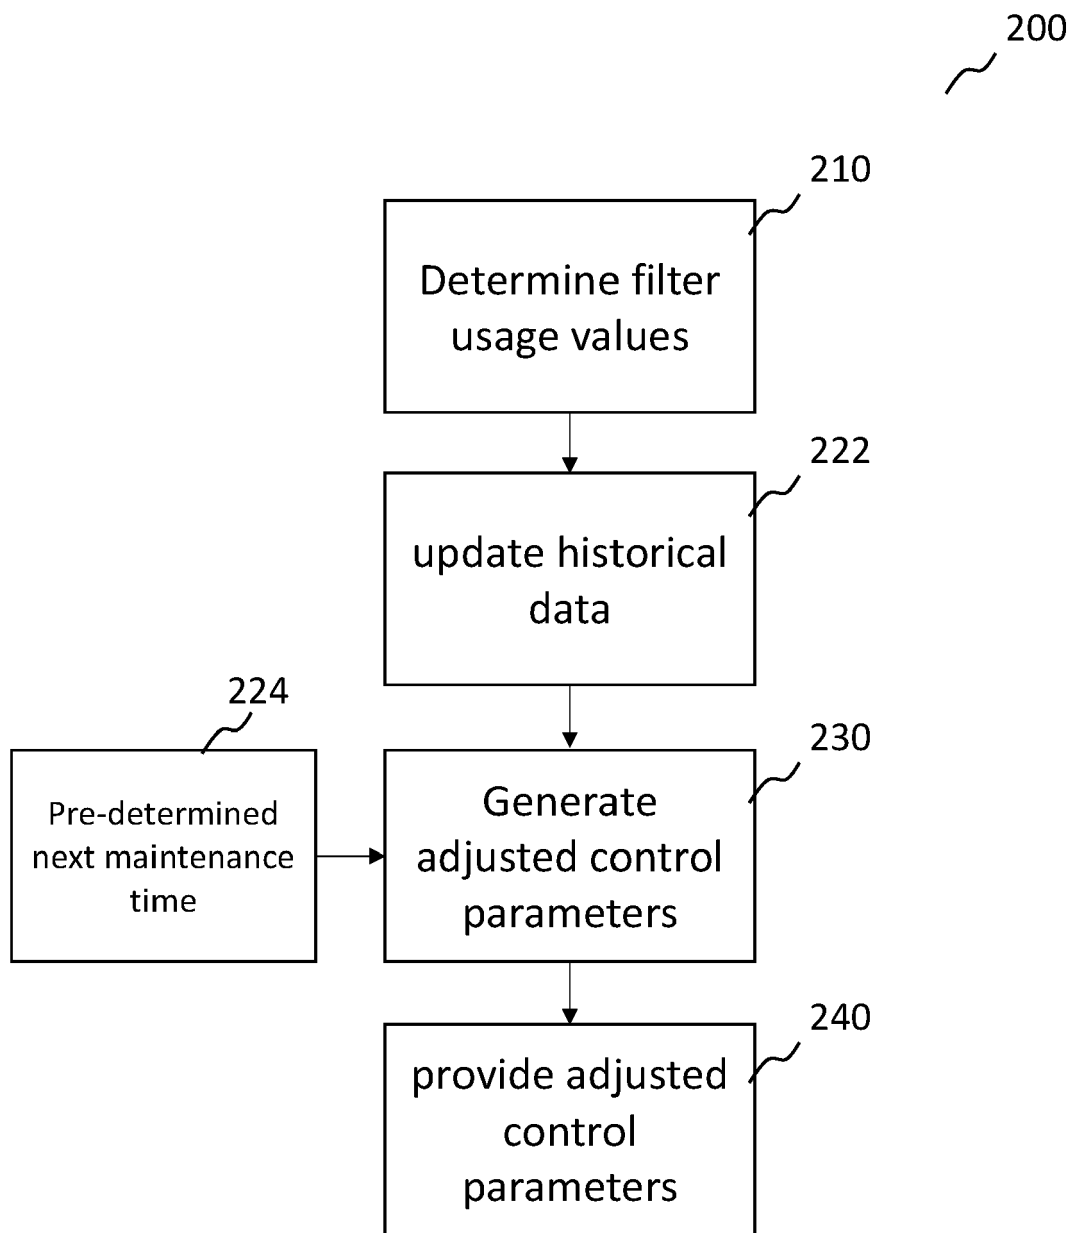 200
210
Determine filter
usage values
222
update historical
data
224
Pre-determined
next maintenance
time
230
Generate
adjusted control
parameters
240
provide adjusted
control
parameters